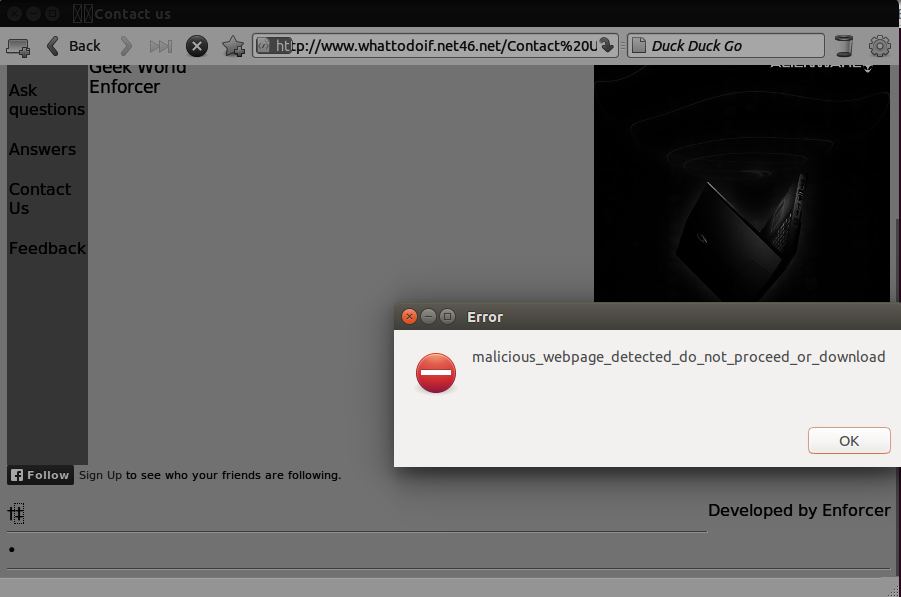 Contact us
Back
http://www.whattodoif.net46.net/Contact%20U
Duck Duck Go
Geek World
Enforcer
Ask
questions
Answers
Contact
Us
Feedback
ALIENWARE
Error
malicious_webpage_detected_do_not_proceed_or_download
OK
Follow Sign Up to see who your friends are following.
Developed by Enforcer